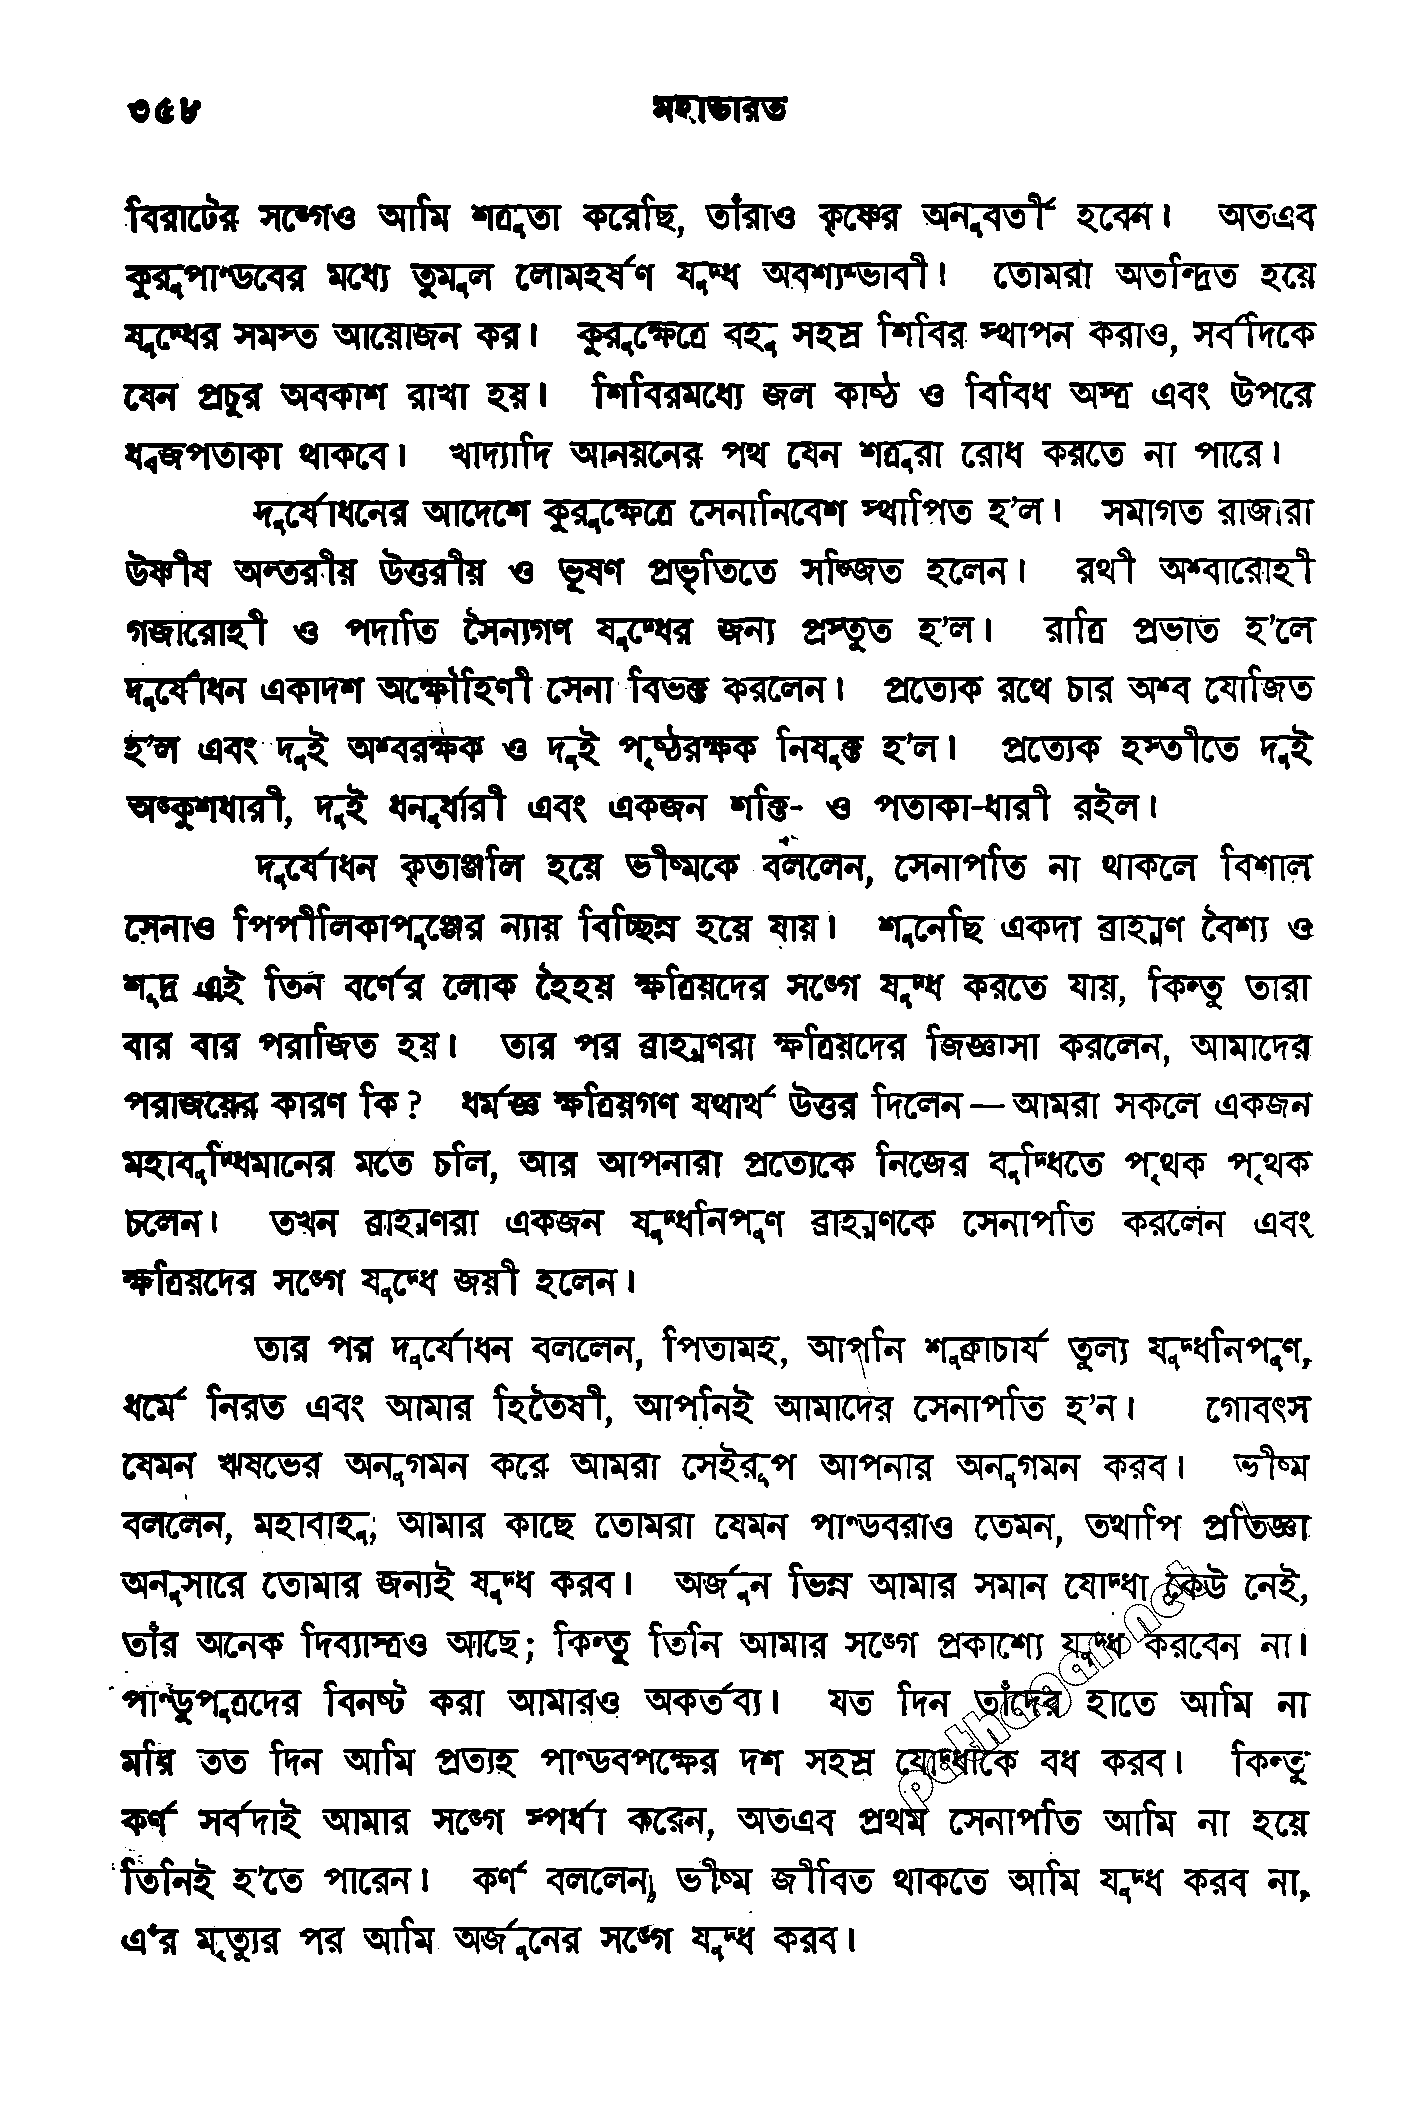 ৩৫৮ মহাভারত
বিরাটের সঙ্গেও আমি শত্রুতা করেছি, তাঁরাও কৃষ্ণের অনুবর্তী হবেন। অতএব
কুরুপাণ্ডবের মধ্যে তুমুল লোমহর্ষণ যুদ্ধ অবশ্যম্ভাবী। তোমরা অতন্দ্রিত হয়ে
যুদ্ধের সমস্ত আয়োজন কর। কুরুক্ষেত্রে বহু সহস্র শিবির স্থাপন করাও, সর্বদিকে
যেন প্রচুর অবকাশ রাখা হয়। শিবিরমধ্যে জল কাষ্ঠ ও বিবিধ অস্ত্র এবং উপরে
ধ্বজপতাকা থাকবে। খাদ্যাদি আনয়নের পথ যেন শত্রুরা রোধ করতে না পারে।
দুর্যোধনের আদেশে কুরুক্ষেত্রে সেনানিবেশ স্থাপিত হ'ল। সমাগত রাজারা
উষ্ণীষ অন্তরীয় উত্তরীয় ও ভূষণ প্রভৃতিতে সজ্জিত হলেন। রথী অশ্বারোহী
গজারোহী ও পদাতি সৈন্যগণ যুদ্ধের জন্য প্রস্তুত হ'ল। রাত্রি প্রভাত হ'লে
দুর্যোধন একাদশ অক্ষৌহিণী সেনা বিভক্ত করলেন। প্রত্যেক রথে চার অশ্ব যোজিত
হ'ল এবং দুই অশ্বরক্ষক ও দুই পৃষ্ঠরক্ষক নিযুক্ত হ'ল। প্রত্যেক হস্তীতে দুই
অঙ্কুশধারী, দুই ধনুর্ধারী এবং একজন শক্তি- ও পতাকা-ধারী রইল।
দুর্যোধন কৃতাঞ্জলি হয়ে ভীষ্মকে বললেন, সেনাপতি না থাকলে বিশাল
সেনাও পিপীলিকাপুঞ্জের ন্যায় বিচ্ছিন্ন হয়ে যায়। শুনেছি একদা ব্রাহ্মণ বৈশ্য ও
শূদ্র এই তিন বর্ণের লোক হৈহয় ক্ষত্রিয়দের সঙ্গে যুদ্ধ করতে যায়, কিন্তু তারা
বার বার পরাজিত হয়। তার পর ব্রাহ্মণরা ক্ষত্রিয়দের জিজ্ঞাসা করলেন, আমাদের
পরাজয়ের কারণ কি? ধর্মজ্ঞ ক্ষত্রিয়গণ যথার্থ উত্তর দিলেন—আমরা সকলে একজন
মহাবুদ্ধিমানের মতে চলি, আর আপনারা প্রত্যেকে নিজের বুদ্ধিতে পৃথক পৃথক
চলেন। তখন ব্রাহ্মণরা একজন যুদ্ধনিপুণ ব্রাহ্মণকে সেনাপতি করলেন এবং
ক্ষত্রিয়দের সঙ্গে যুদ্ধে জয়ী হলেন।
তার পর দুর্যোধন বললেন, পিতামহ, আপনি শুক্রাচার্য তুল্য যুদ্ধনিপুণ,
ধর্মে নিরত এবং আমার হিতৈষী, আপনিই আমাদের সেনাপতি হ'ন। গোবৎস
যেমন ঋষভের অনুগমন করে আমরা সেইরূপ আপনার অনুগমন করব। ভীষ্ম
বললেন, মহাবাহু, আমার কাছে তোমরা যেমন পাণ্ডবরাও তেমন, তথাপি প্রতিজ্ঞা
অনুসারে তোমার জন্যই যুদ্ধ করব। অর্জুন ভিন্ন আমার সমান যোদ্ধা কেউ নেই,
তাঁর অনেক দিব্যাস্ত্রও আছে; কিন্তু তিনি আমার সঙ্গে প্রকাশ্যে যুদ্ধ করবেন না।
পাণ্ডুপুত্রদের বিনষ্ট করা আমারও অকর্তব্য। যত দিন তাঁদের হাতে আমি না
মরি তত দিন আমি প্রত্যহ পাণ্ডবপক্ষের দশ সহস্র যোদ্ধাকে বধ করব। কিন্তু
কর্ণ সর্বদাই আমার সঙ্গে স্পর্ধা করেন, অতএব প্রথম সেনাপতি আমি না হয়ে
তিনিই হ'তে পারেন। কর্ণ বললেন, ভীষ্ম জীবিত থাকতে আমি যুদ্ধ করব না,
এ'র মৃত্যুর পর আমি অর্জুনের সঙ্গে যুদ্ধ করব।
pathagar.net